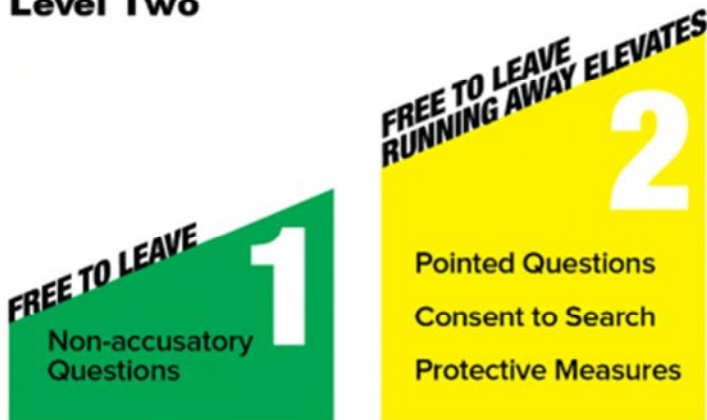 Level Two
FREE TO LEAVE
1
Non-accusatory
Questions
FREE TO LEAVE
RUNNING AWAY ELEVATES
2
Pointed Questions
Consent to Search
Protective Measures